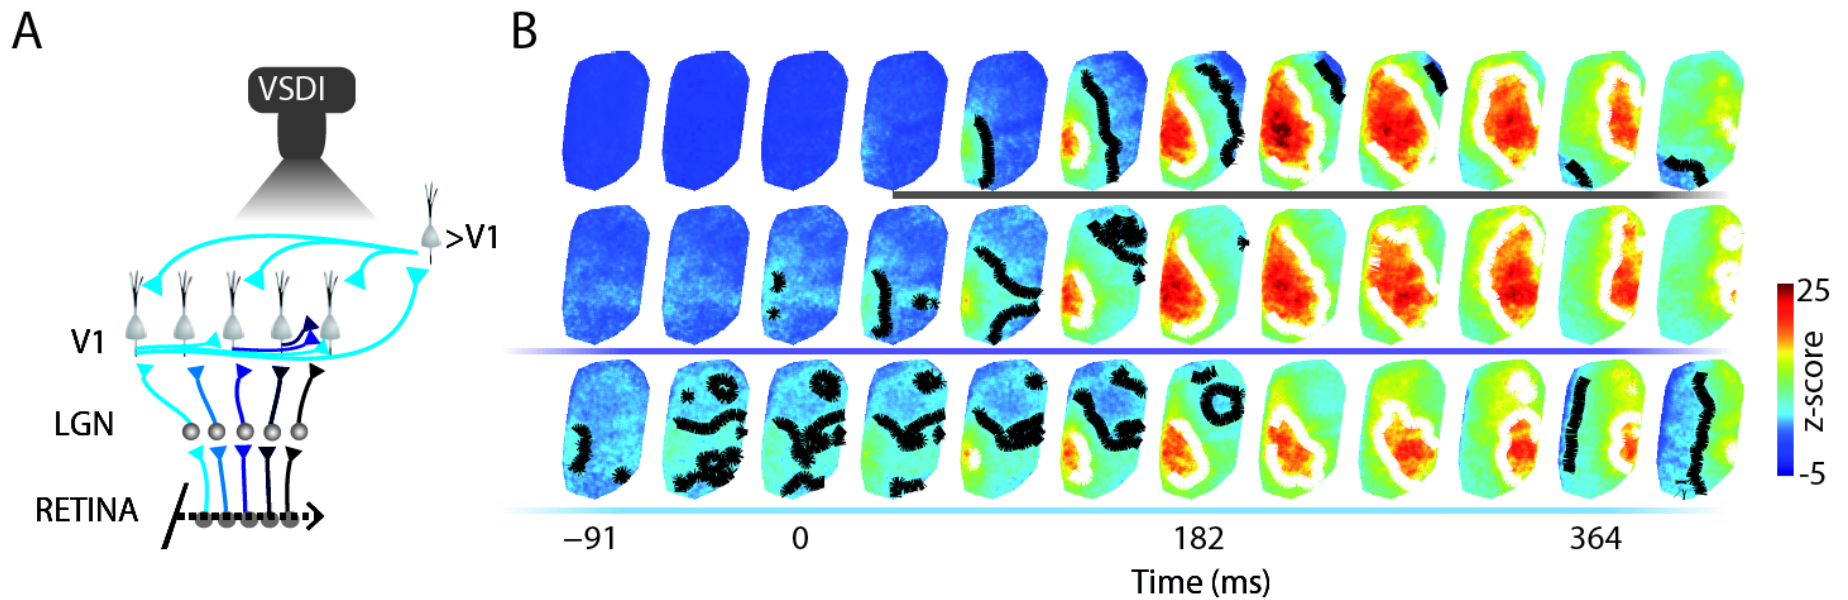 A
B
VSDI
>V1
V1
LGN
RETINA
25
z-score
-5
−91
0
182
364
Time (ms)